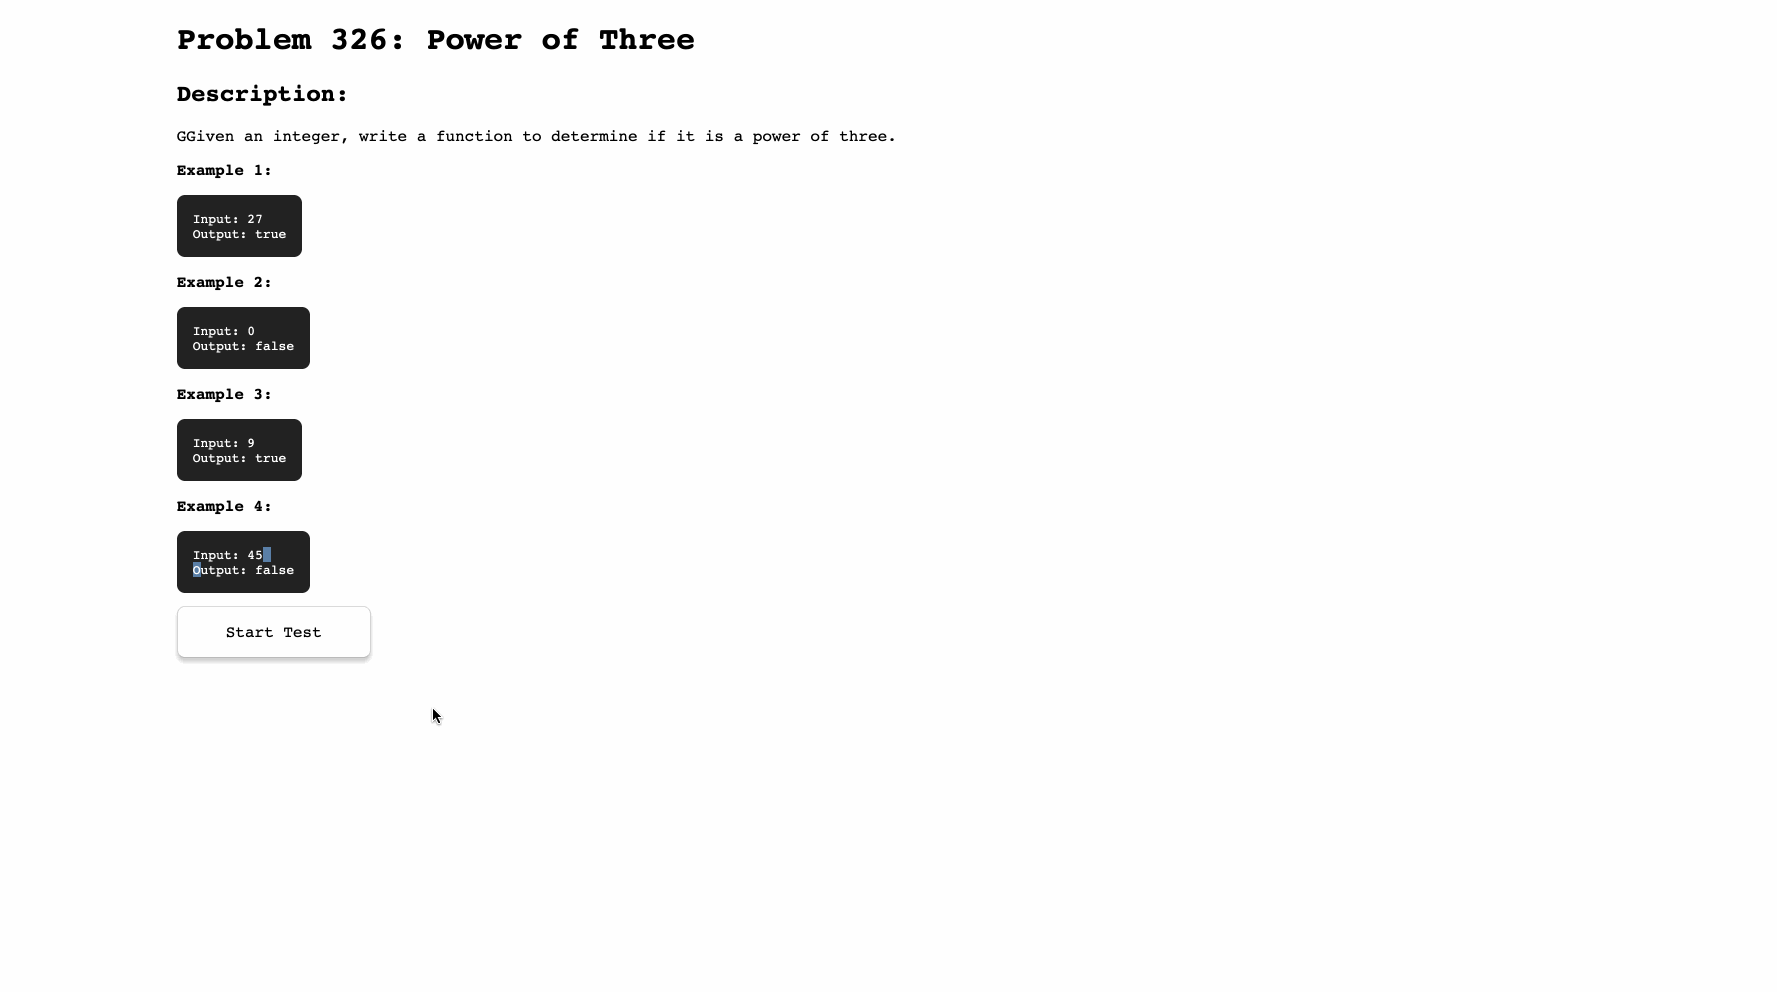 Problem 326: Power of Three
Description:
GGiven an integer, write a function to determine if it is a power of three.
Example 1:
Input: 27
Output: true
Example 2:
Input: 0
Output: false
Example 3:
Input: 9
Output: true
Example 4:
Input: 45
Output: false
Start Test